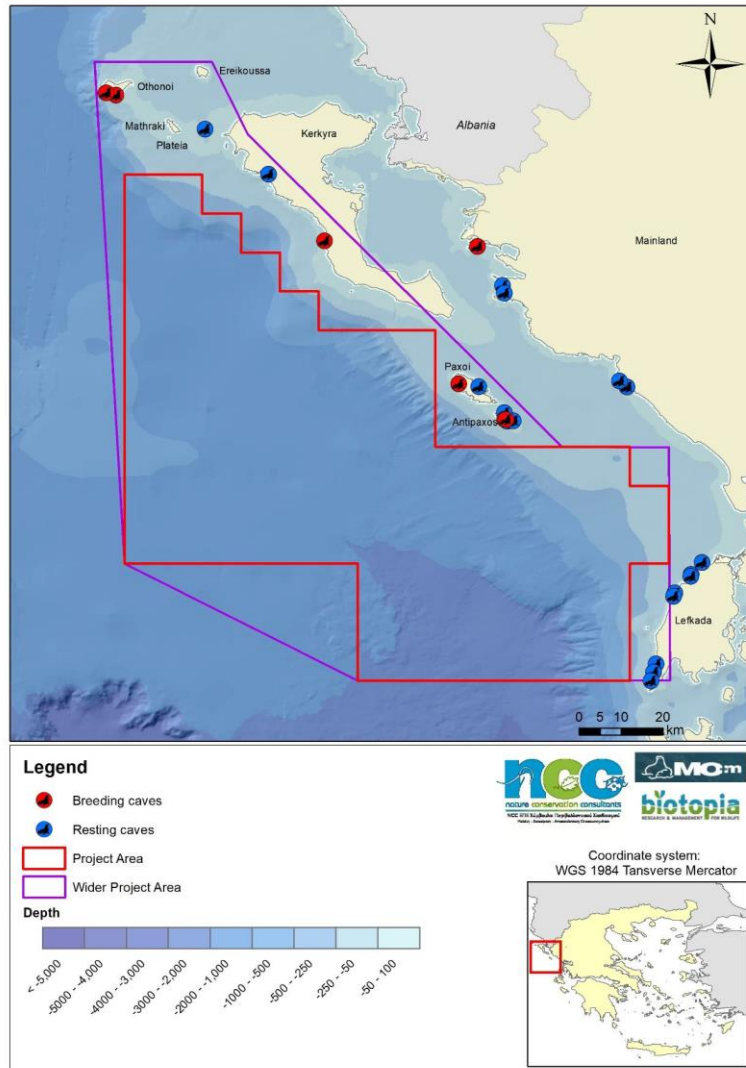 N
Ereikoussa
Othonoi
Mathraki
Plateia
Kerkyra
Albania
Mainland
Paxoi
Antipaxos
Lefkada
0 5 10 20
km
Legend
Breeding caves
Resting caves
Project Area
Wider Project Area
Depth
< -5,000
-5000 - -4,000
-4000 - -3,000
-3000 - -2,000
-2000 - -1,000
-1000 - -500
-500 - -250
-250 - -50
-50 - 100
ncc
nature conservation consultants
MOm
biotopia
RESEARCH & MANAGEMENT FOR WILDLIFE
Coordinate system:
WGS 1984 Tansverse Mercator